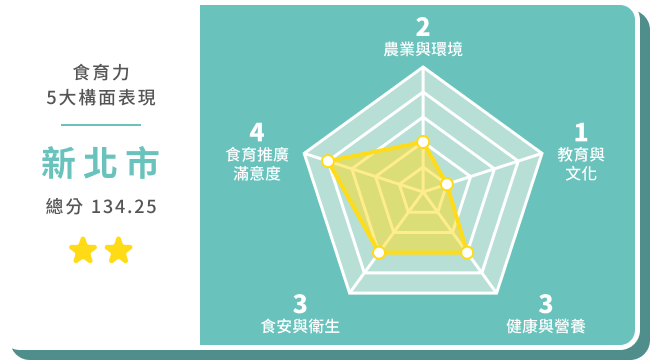 食育力
5大構面表現
新北市
總分 134.25
2
農業與環境
1
教育與
文化
3
健康與營養
3
食安與衛生
4
食育推廣
滿意度